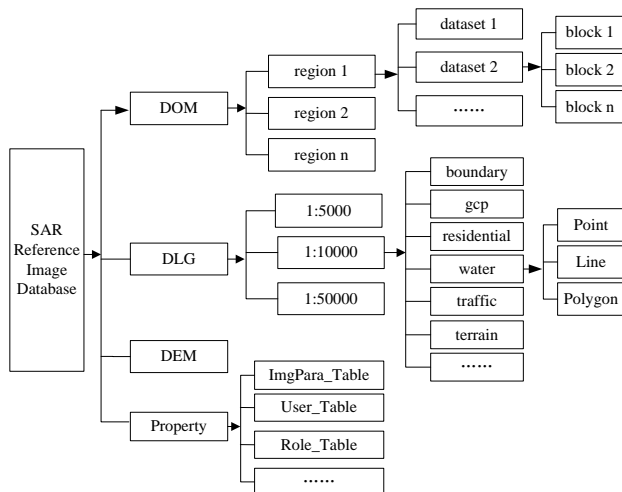 SAR
Reference
Image
Database
DOM
region 1
region 2
region n
dataset 1
dataset 2
……
block 1
block 2
block n
DLG
1:5000
1:10000
1:50000
boundary
gcp
residential
water
traffic
terrain
……
Point
Line
Polygon
DEM
Property
ImgPara_Table
User_Table
Role_Table
……